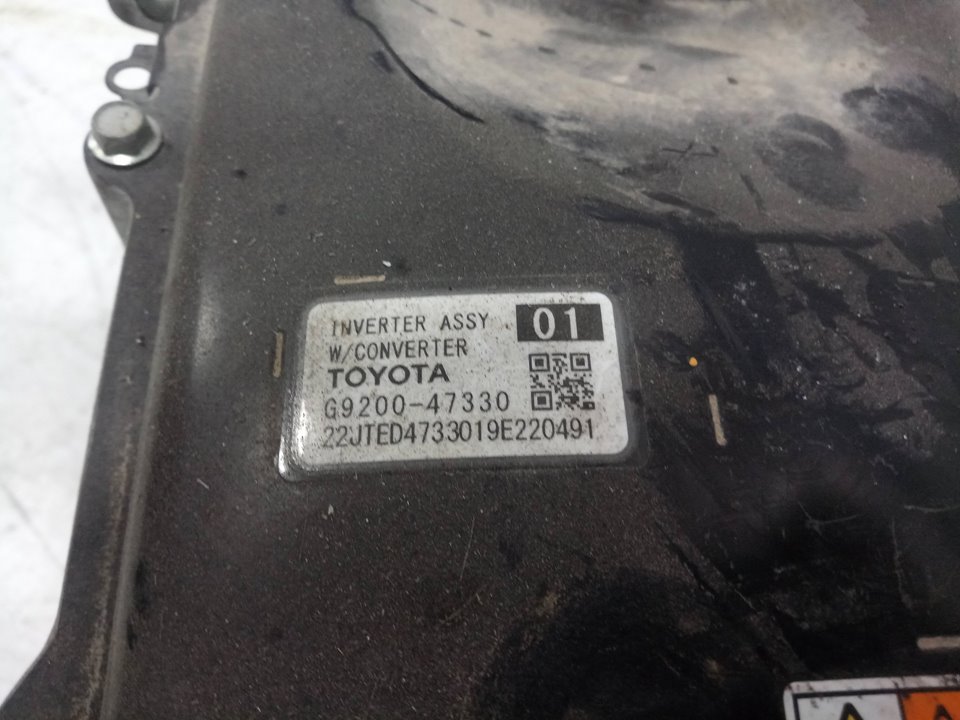 INVERTER ASSY 01
W/CONVERTER
TOYOTA
G9200-47330
22JTED4733019E220491